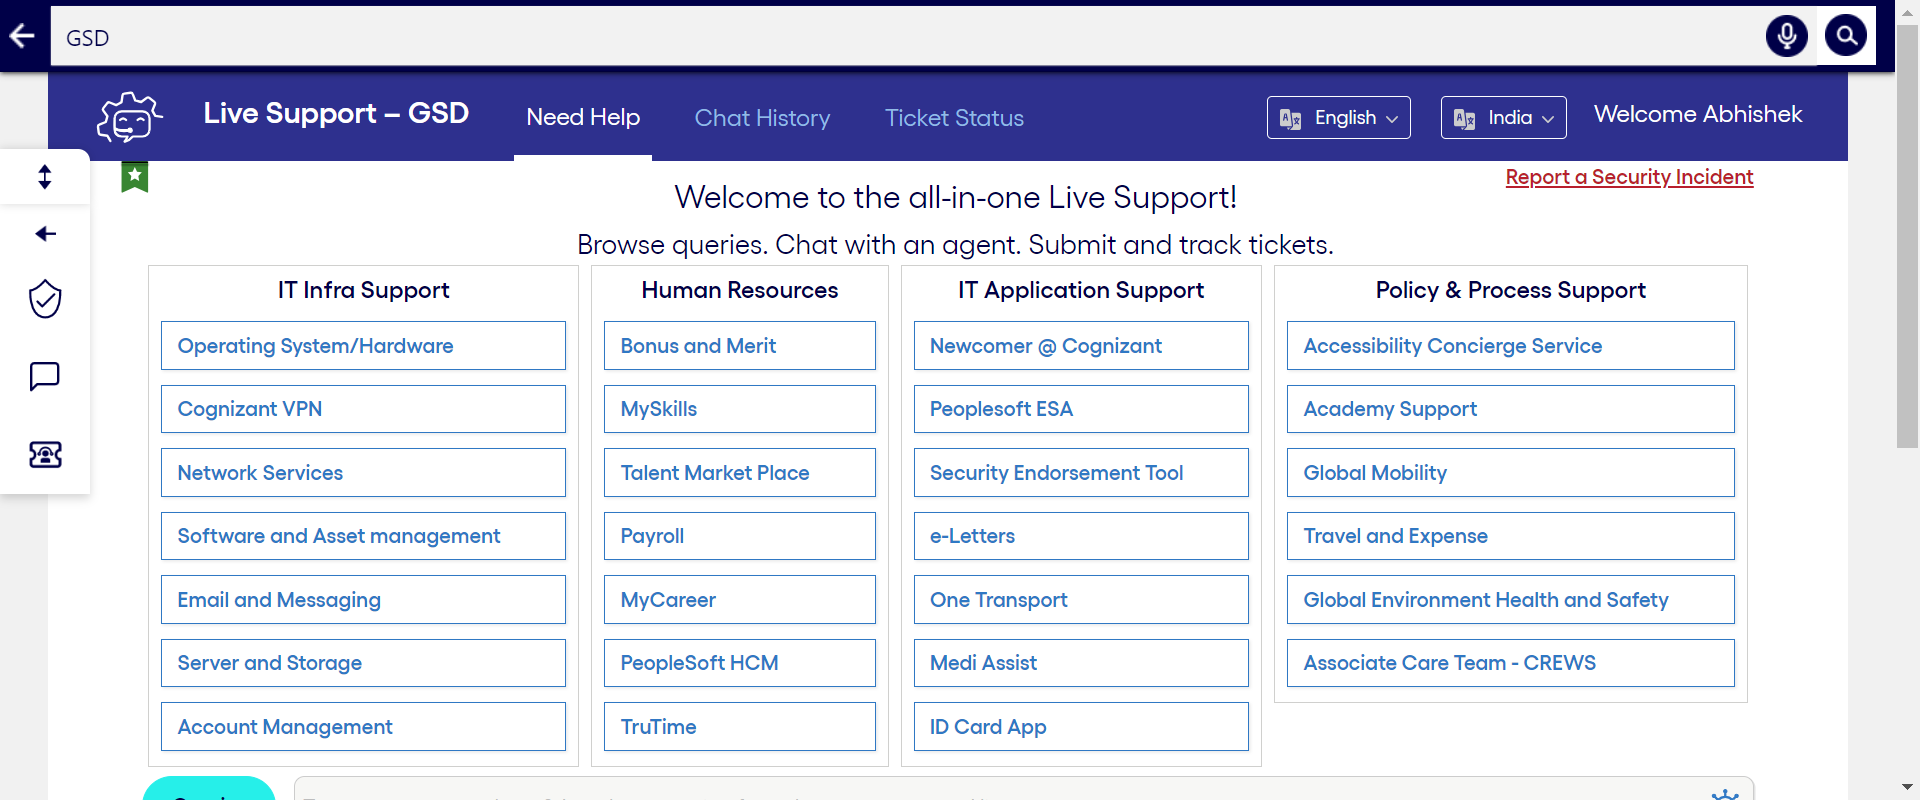 GSD
Live Support – GSD
Need Help
Chat History
Ticket Status
English
India
Welcome Abhishek
Report a Security Incident
Welcome to the all-in-one Live Support!
Browse queries. Chat with an agent. Submit and track tickets.
IT Infra Support
Operating System/Hardware
Cognizant VPN
Network Services
Software and Asset management
Email and Messaging
Server and Storage
Account Management
Human Resources
Bonus and Merit
MySkills
Talent Market Place
Payroll
MyCareer
PeopleSoft HCM
TruTime
IT Application Support
Newcomer @ Cognizant
Peoplesoft ESA
Security Endorsement Tool
e-Letters
One Transport
Medi Assist
ID Card App
Policy & Process Support
Accessibility Concierge Service
Academy Support
Global Mobility
Travel and Expense
Global Environment Health and Safety
Associate Care Team - CREWS